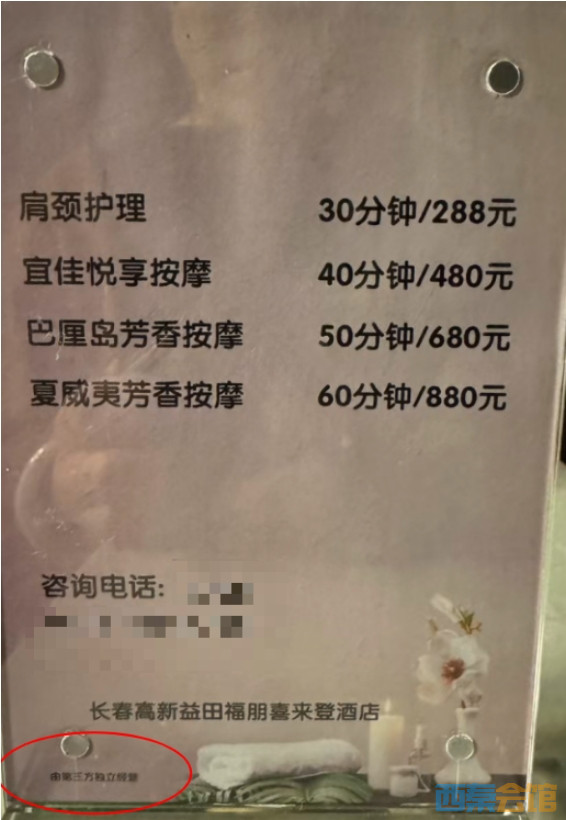 肩颈护理 30分钟/288元
宜佳悦享按摩 40分钟/480元
巴厘岛芳香按摩 50分钟/680元
夏威夷芳香按摩 60分钟/880元
咨询电话:
长春高新益田福朋喜来登酒店
由第三方独立经营
西秦会馆